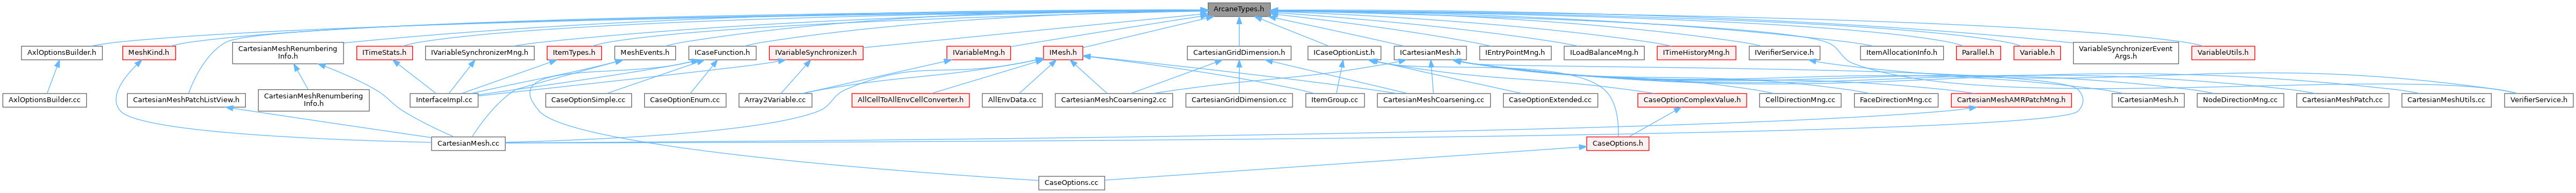 ArcaneTypes.h
AxlOptionsBuilder.h
MeshKind.h
CartesianMeshRenumbering
Info.h
ITimeStats.h
IVariableSynchronizerMng.h
ItemTypes.h
MeshEvents.h
ICaseFunction.h
IVariableSynchronizer.h
IVariableMng.h
IMesh.h
CartesianGridDimension.h
ICaseOptionList.h
ICartesianMesh.h
IEntryPointMng.h
ILoadBalanceMng.h
ITimeHistoryMng.h
IVerifierService.h
ItemAllocationInfo.h
Parallel.h
Variable.h
VariableSynchronizerEvent
Args.h
VariableUtils.h
AxlOptionsBuilder.cc
CartesianMeshPatchListView.h
CartesianMeshRenumbering
Info.h
InterfaceImpl.cc
CaseOptionSimple.cc
CaseOptionEnum.cc
Array2Variable.cc
AllCellToAllEnvCellConverter.h
AllEnvData.cc
CartesianMeshCoarsening2.cc
CartesianGridDimension.cc
ItemGroup.cc
CartesianMeshCoarsening.cc
CaseOptionExtended.cc
CaseOptionComplexValue.h
CellDirectionMng.cc
FaceDirectionMng.cc
CartesianMeshAMRPatchMng.h
ICartesianMesh.h
NodeDirectionMng.cc
CartesianMeshPatch.cc
CartesianMeshUtils.cc
VerifierService.h
CartesianMesh.cc
CaseOptions.h
CaseOptions.cc